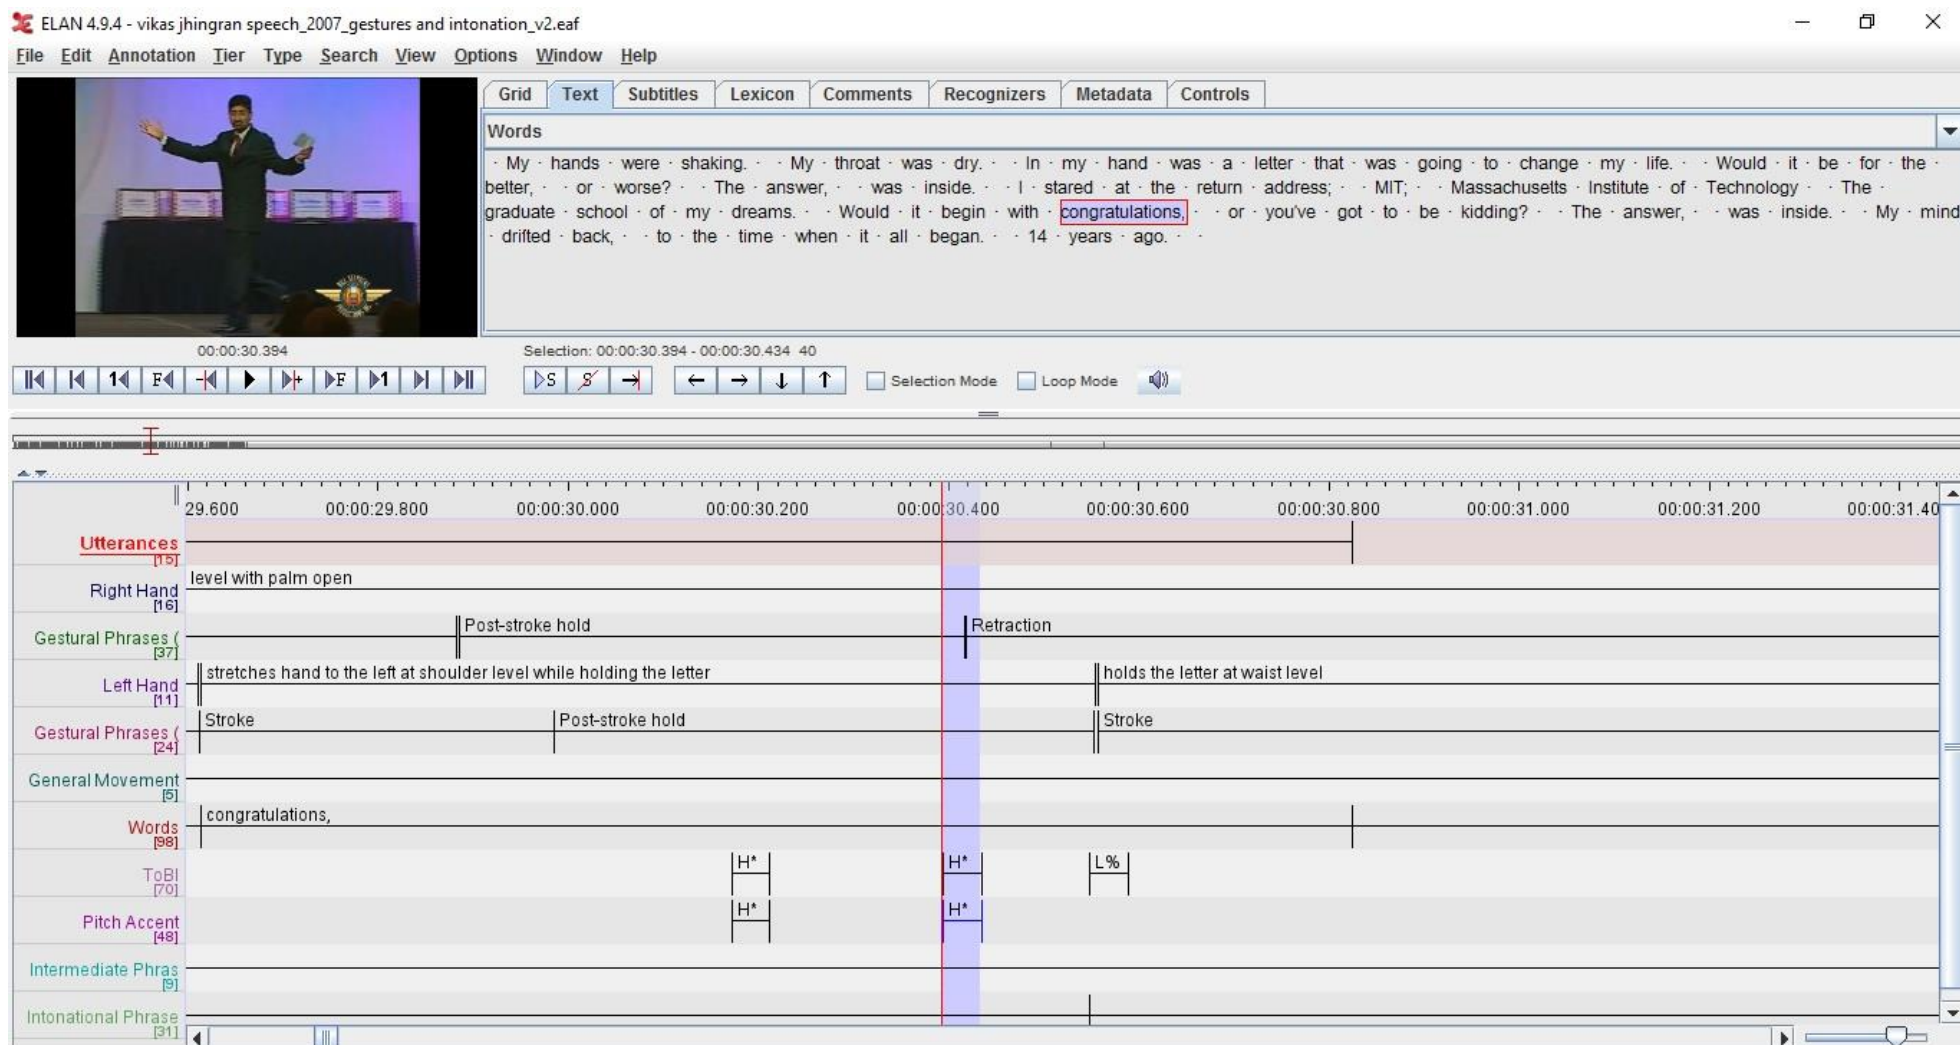 ELAN 4.9.4 - vikas jhingran speech_2007_gestures and intonation_v2.eaf
File Edit Annotation Tier Type Search View Options Window Help
Grid Text Subtitles Lexicon Comments Recognizers Metadata Controls
Words
· My · hands · were · shaking. · · My · throat · was · dry. · · In · my · hand · was · a · letter · that · was · going · to · change · my · life. · · Would · it · be · for · the ·
better, · · or · worse? · · The · answer, · · was · inside. · · I · stared · at · the · return · address; · · MIT; · · Massachusetts · Institute · of · Technology · · The ·
graduate · school · of · my · dreams. · · Would · it · begin · with · congratulations, · · or · you've · got · to · be · kidding? · · The · answer, · · was · inside. · · My · mind
· drifted · back, · · to · the · time · when · it · all · began. · · 14 · years · ago. · ·
00:00:30.394
Selection: 00:00:30.394 - 00:00:30.434 40
1 F + F 1 S S Selection Mode Loop Mode
29.600 00:00:29.800 00:00:30.000 00:00:30.200 00:00:30.400 00:00:30.600 00:00:30.800 00:00:31.000 00:00:31.200 00:00:31.40
Utterances
[15]
Right Hand level with palm open
[16]
Gestural Phrases ( Post-stroke hold Retraction
[37]
Left Hand stretches hand to the left at shoulder level while holding the letter holds the letter at waist level
[11]
Gestural Phrases ( Stroke Post-stroke hold Stroke
[24]
General Movement
[5]
Words congratulations,
[98]
ToBI H* H* L%
[70]
Pitch Accent H* H*
[48]
Intermediate Phras
[9]
Intonational Phrase
[31]